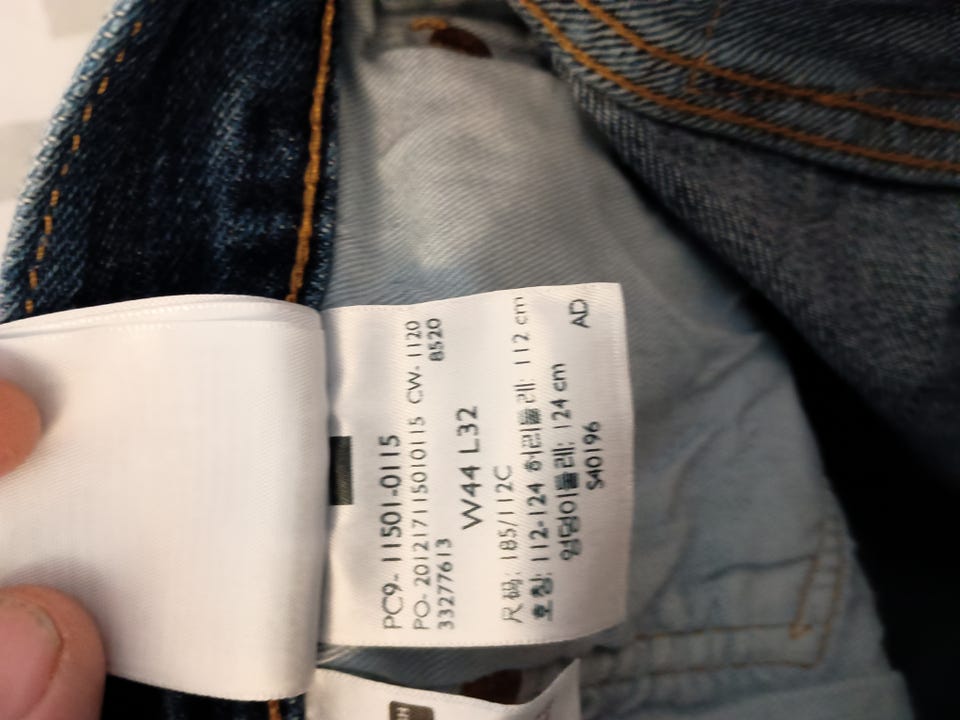 PC9- 11501-0115
PO- 20121711501011S CW- 1120
33277613 8520
W44 L32
尺码: 185/112C
호칭: 112-124 허리둘레: 112 cm
엉덩이둘레: 124 cm
S40196 AD